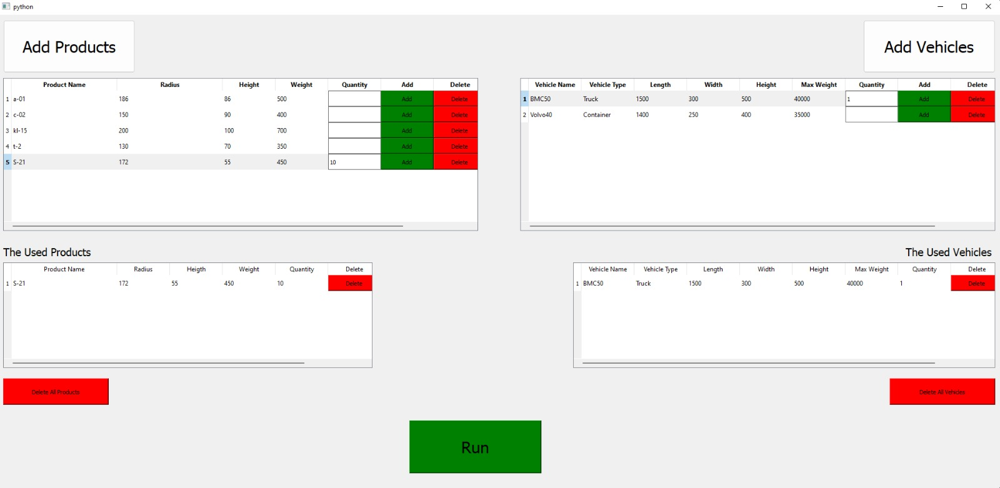 python
Add Products
Add Vehicles
Product Name Radius Height Weight Quantity Add Delete
1 a-01 186 86 500 Add Delete
2 c-02 150 90 400 Add Delete
3 kl-15 200 100 700 Add Delete
4 t-2 130 70 350 Add Delete
5 S-21 172 55 450 10 Add Delete
Vehicle Name Vehicle Type Length Width Height Max Weight Quantity Add Delete
1 BMC50 Truck 1500 300 500 40000 1 Add Delete
2 Volvo40 Container 1400 250 400 35000 Add Delete
The Used Products
Product Name Radius Heigth Weight Quantity Delete
1 S-21 172 55 450 10 Delete
The Used Vehicles
Vehicle Name Vehicle Type Length Width Height Max Weight Quantity Delete
1 BMC50 Truck 1500 300 500 40000 1 Delete
Delete All Products
Delete All Vehicles
Run